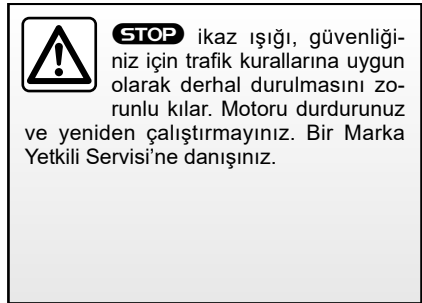 STOP ikaz ışığı, güvenliği-
niz için trafik kurallarına uygun
olarak derhal durulmasını zo-
runlu kılar. Motoru durdurunuz
ve yeniden çalıştırmayınız. Bir Marka
Yetkili Servisi’ne danışınız.